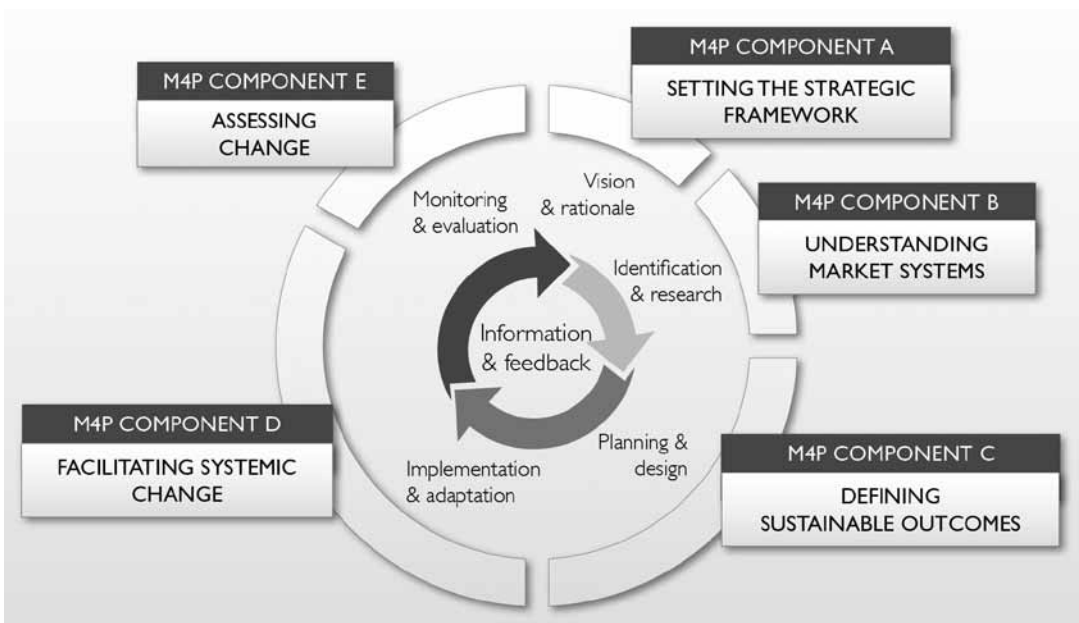 M4P COMPONENT A
SETTING THE STRATEGIC
FRAMEWORK
M4P COMPONENT E
ASSESSING
CHANGE
Vision
& rationale
Monitoring
& evaluation
M4P COMPONENT B
UNDERSTANDING
MARKET SYSTEMS
Identification
& research
Information
& feedback
M4P COMPONENT D
FACILITATING SYSTEMIC
CHANGE
Planning &
design
Implementation
& adaptation
M4P COMPONENT C
DEFINING
SUSTAINABLE OUTCOMES